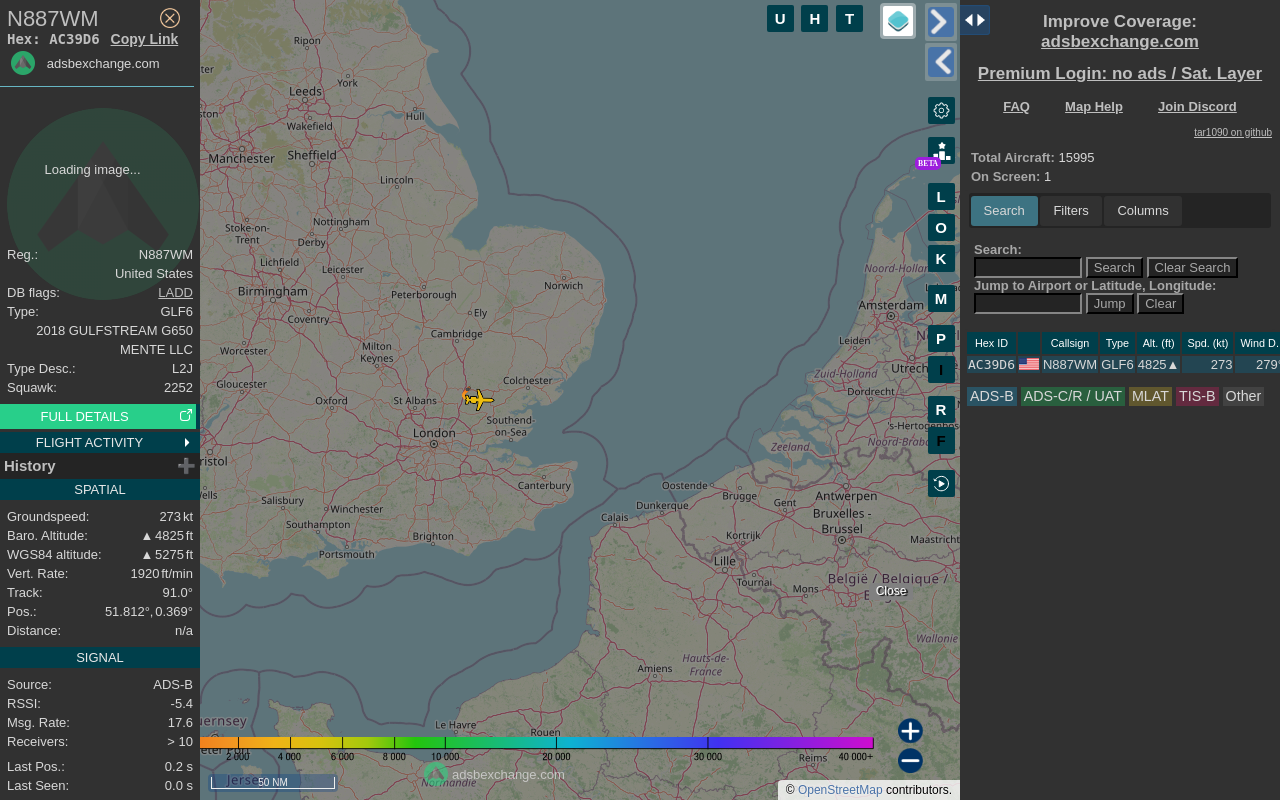 N887WM
Hex: AC39D6 Copy Link
adsbexchange.com
Loading image...
Reg.: N887WM
United States
DB flags: LADD
Type: GLF6
2018 GULFSTREAM G650
MENTE LLC
Type Desc.: L2J
Squawk: 2252
FULL DETAILS
FLIGHT ACTIVITY
History
SPATIAL
Groundspeed: 273 kt
Baro. Altitude: ▲ 4825 ft
WGS84 altitude: ▲ 5275 ft
Vert. Rate: 1920 ft/min
Track: 91.0°
Pos.: 51.812°, 0.369°
Distance: n/a
SIGNAL
Source: ADS-B
RSSI: -5.4
Msg. Rate: 17.6
Receivers: > 10
Last Pos.: 0.2 s
Last Seen: 0.0 s
U H T
BETA
L
O
K
M
P
I
R
F
Ripon
York
Leeds
Hull
Wakefield
Manchester
Sheffield
Lincoln
Nottingham
Stoke-on-
Trent
Derby
Lichfield
Leicester
Norwich
Birmingham
Peterborough
Ely
Coventry
Cambridge
Worcester
Milton
Keynes
Gloucester
Colchester
Oxford
St Albans
Southend-
on-Sea
London
Canterbury
Salisbury
Winchester
Southampton
Brighton
Portsmouth
Noord-Holland
Amsterdam
Leiden
Utrecht
Zuid-Holland
Dordrecht
's-Hertogenbosch
Noord-Brabant
Zeeland
Oostende
Brugge
Gent
Antwerpen
Dunkerque
Calais
Bruxelles -
Brussel
Kortrijk
Maastricht
Lille
Tournai
Mons
België / Belgique /
Close
Wallonie
Amiens
Hauts-de-
France
Le Havre
Rouen
Reims
Normandie
Jersey
2 000 4 000 6 000 8 000 10 000 20 000 30 000 40 000+
50 NM
adsbexchange.com
© OpenStreetMap contributors.
Improve Coverage:
adsbexchange.com
Premium Login: no ads / Sat. Layer
FAQ Map Help Join Discord
tar1090 on github
Total Aircraft: 15995
On Screen: 1
Search Filters Columns
Search:
Search Clear Search
Jump to Airport or Latitude, Longitude:
Jump Clear
Hex ID Callsign Type Alt. (ft) Spd. (kt) Wind D.
AC39D6 N887WM GLF6 4825▲ 273 279°
ADS-B ADS-C/R / UAT MLAT TIS-B Other